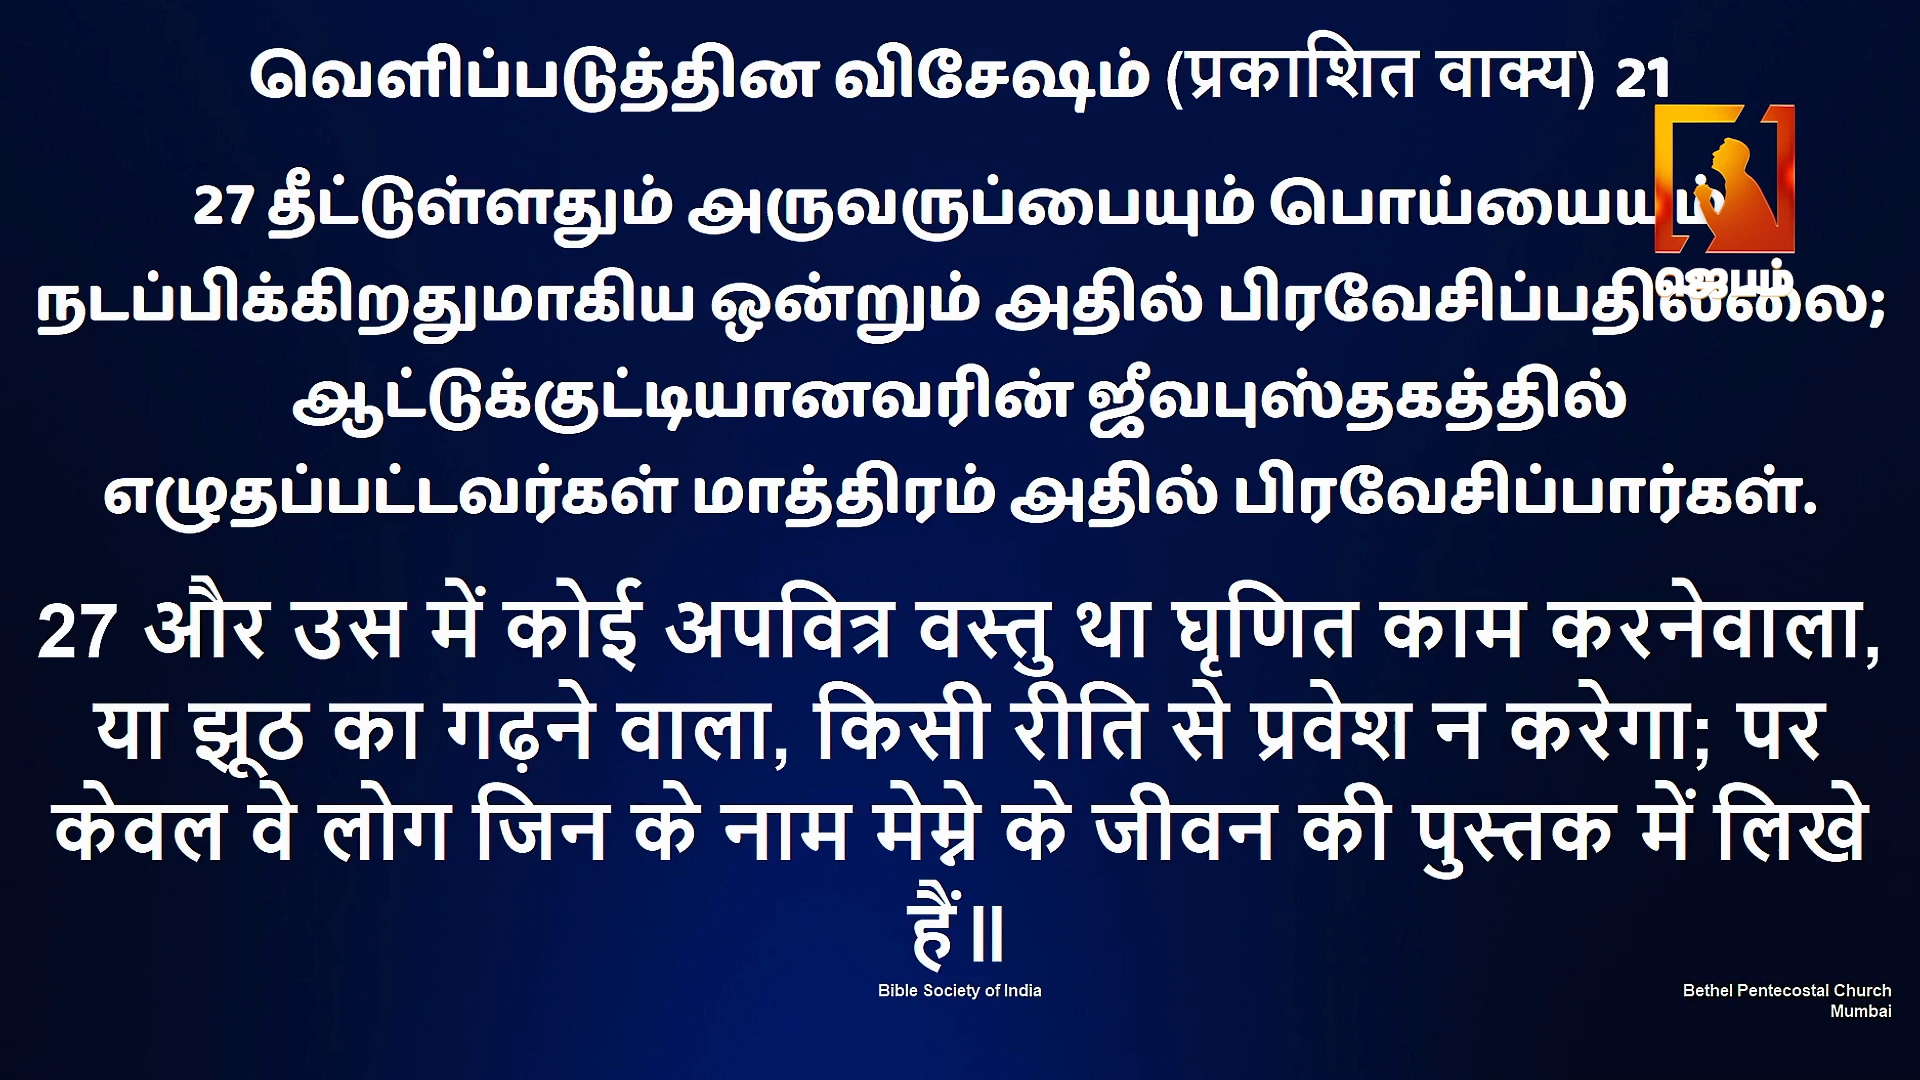 வெளிப்படுத்தின விசேஷம் (प्रकाशित वाक्य) 21
27 தீட்டுள்ளதும் அருவருப்பையும் பொய்யையும்
நடப்பிக்கிறதுமாகிய ஒன்றும் அதில் பிரவேசிப்பதில்லை;
ஜெபம்
ஆட்டுக்குட்டியானவரின் ஜீவபுஸ்தகத்தில்
எழுதப்பட்டவர்கள் மாத்திரம் அதில் பிரவேசிப்பார்கள்.
27 और उस में कोई अपवित्र वस्तु था घृणित काम करनेवाला,
या झूठ का गढ़ने वाला, किसी रीति से प्रवेश न करेगा; पर
केवल वे लोग जिन के नाम मेम्ने के जीवन की पुस्तक में लिखे
हैं॥
Bible Society of India
Bethel Pentecostal Church
Mumbai